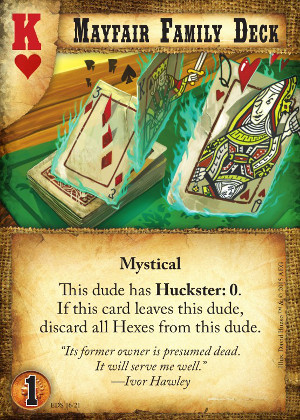 K
Mayfair Family Deck
3
Mystical
This dude has Huckster: 0.
If this card leaves this dude,
discard all Hexes from this dude.
“Its former owner is presumed dead.
It will serve me well.”
—Ivor Hawley
1